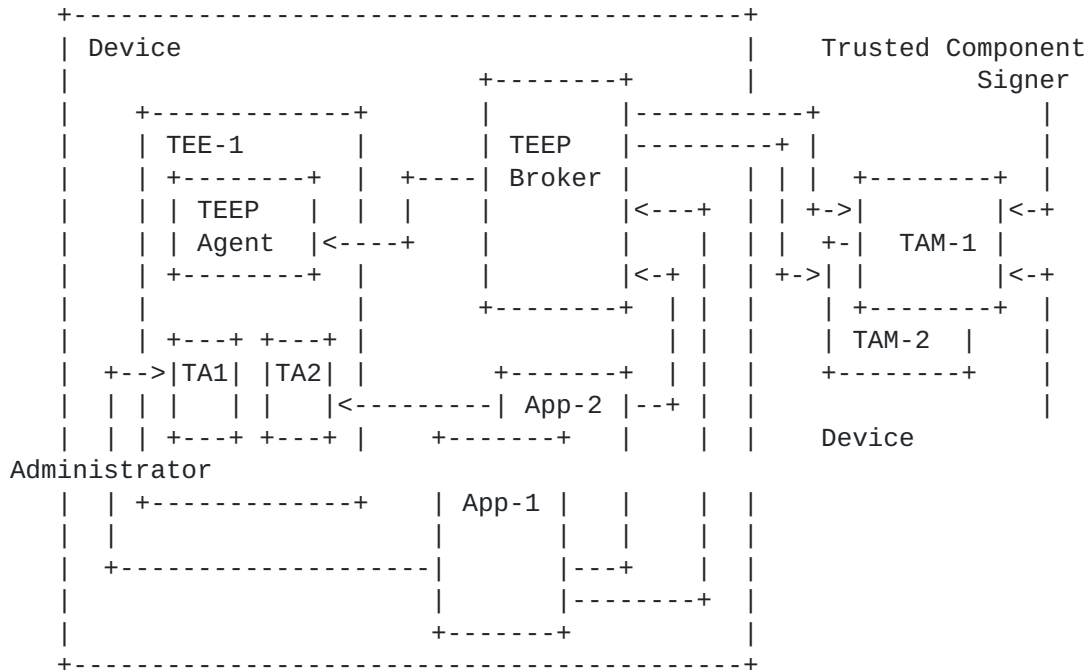 Device Trusted Component
Signer
TEE-1 TEEP
Broker
TEEP
Agent TAM-1
TAM-2
TA1 TA2
App-2
Device
Administrator
App-1